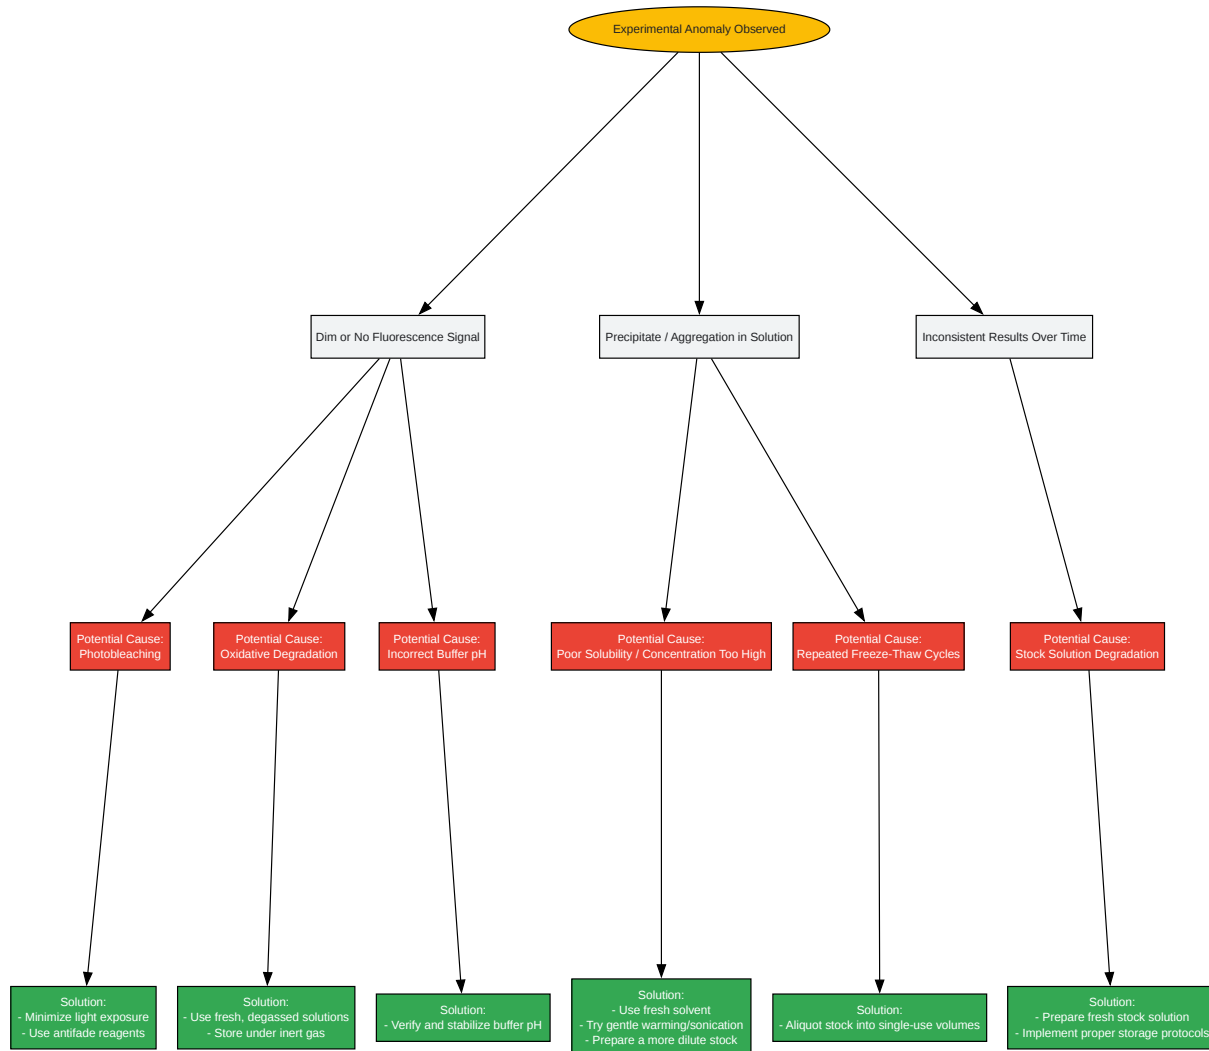 Experimental Anomaly Observed
Dim or No Fluorescence Signal
Precipitate / Aggregation in Solution
Inconsistent Results Over Time
Potential Cause:
Photobleaching
Potential Cause:
Oxidative Degradation
Potential Cause:
Incorrect Buffer pH
Potential Cause:
Poor Solubility / Concentration Too High
Potential Cause:
Repeated Freeze-Thaw Cycles
Potential Cause:
Stock Solution Degradation
Solution:
- Minimize light exposure
- Use antifade reagents
Solution:
- Use fresh, degassed solutions
- Store under inert gas
Solution:
- Verify and stabilize buffer pH
Solution:
- Use fresh solvent
- Try gentle warming/sonication
- Prepare a more dilute stock
Solution:
- Aliquot stock into single-use volumes
Solution:
- Prepare fresh stock solution
- Implement proper storage protocols